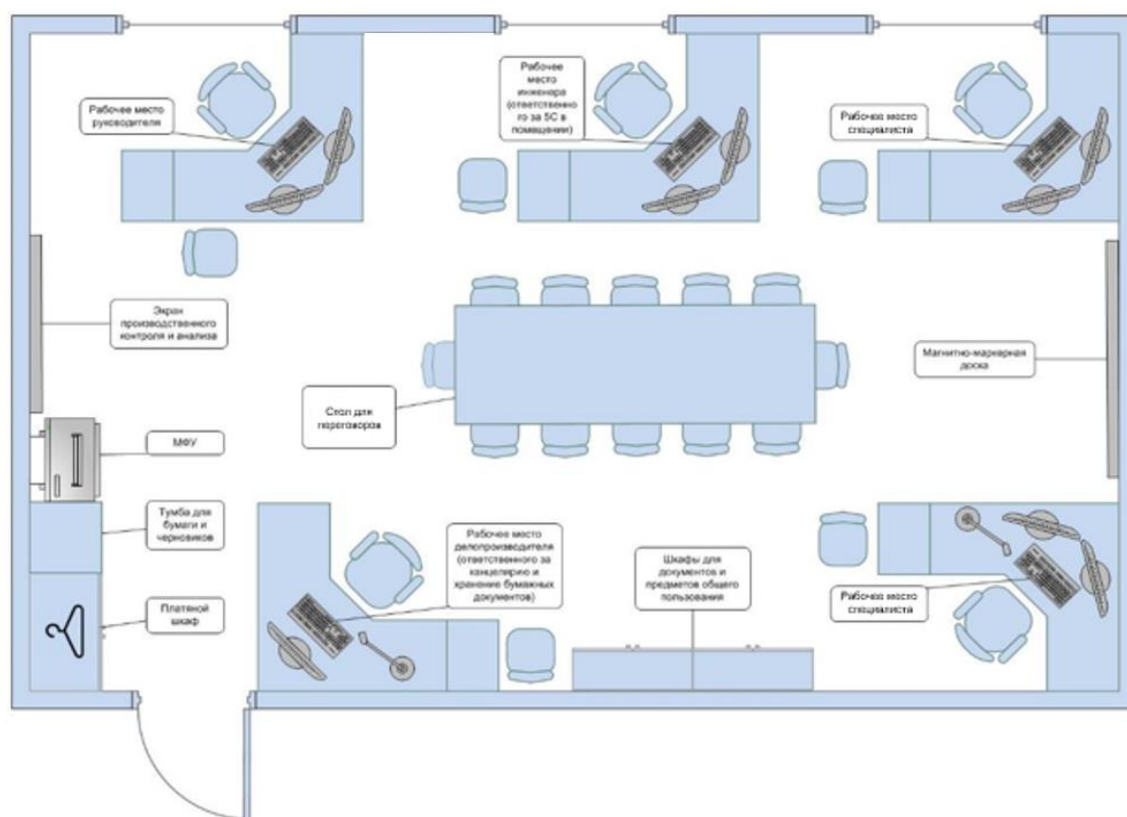 Рабочее место
руководителя
Рабочее
место
инженера
(ответственно
го за 5С в
помещении)
Рабочее место
специалиста
Экран
производственного
контроля и анализа
Магнитно-маркерная
доска
Стол для
переговоров
МФУ
Тумба для
бумаги и
черновиков
Рабочее место
делопроизводителя
(ответственного за
канцелярию и
хранение бумажных
документов)
Шкафы для
документов и
предметов общего
пользования
Рабочее место
специалиста
Платяной
шкаф